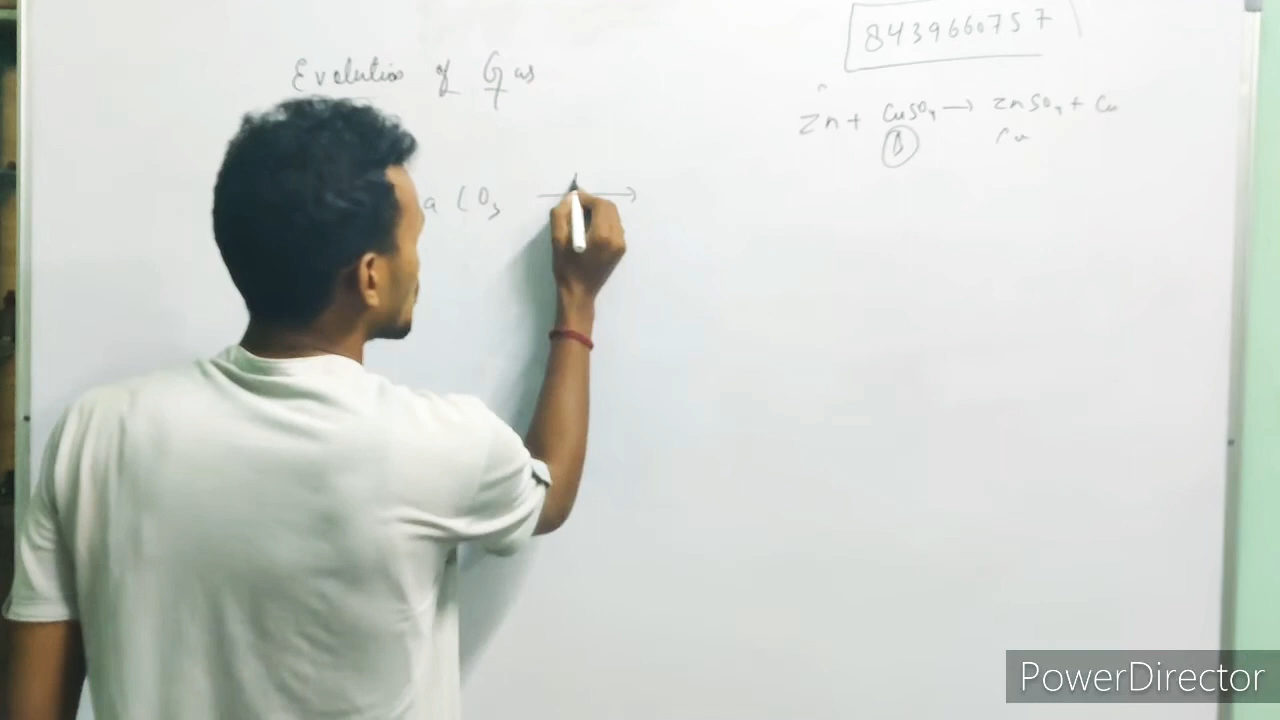 8439660757
Evolution of Gas
Zn + CuSO4 → ZnSO4 + Cu
B
a CO3 →
PowerDirector